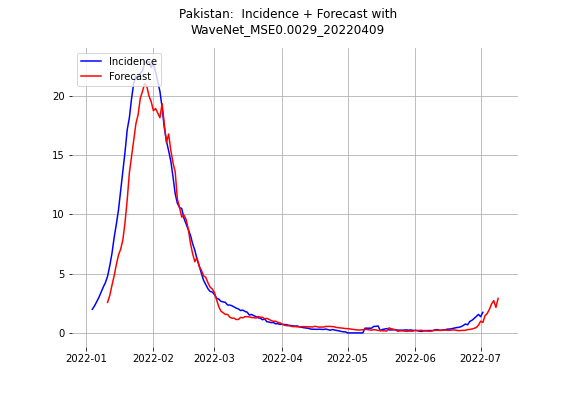 Pakistan:  Incidence + Forecast with
WaveNet_MSE0.0029_20220409
Incidence
Forecast
20
15
10
5
0
2022-01 2022-02 2022-03 2022-04 2022-05 2022-06 2022-07